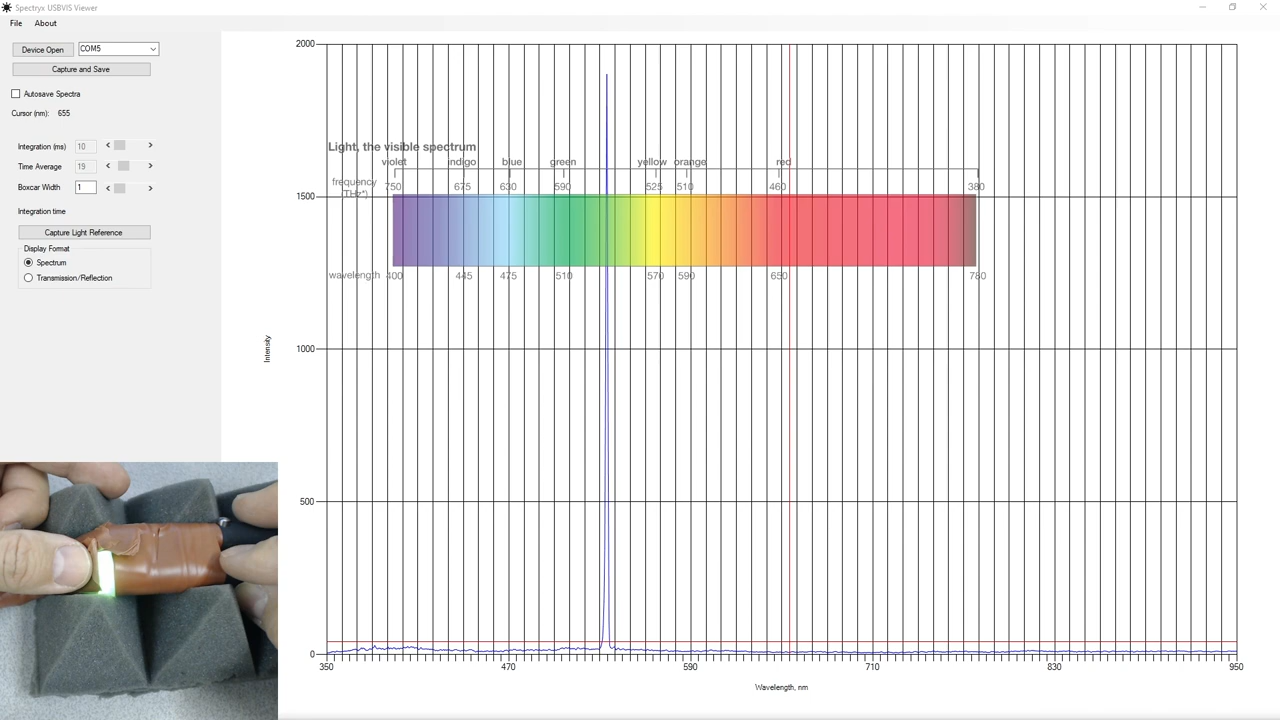 Spectryx USBVIS Viewer
File About
Device Open COM5
Capture and Save
Autosave Spectra
Cursor (nm): 655
Integration (ms) 10 < >
Time Average 19 < >
Boxcar Width 1 < >
Integration time
Capture Light Reference
Display Format
Spectrum
Transmission/Reflection
2000
Light, the visible spectrum
violet indigo blue green yellow orange red
frequency (THz*) 750 675 630 590 525 510 460 380
1500
wavelength 400 445 475 510 570 590 650 780
1000
Intensity
500
0
350 470 590 710 830 950
Wavelength, nm